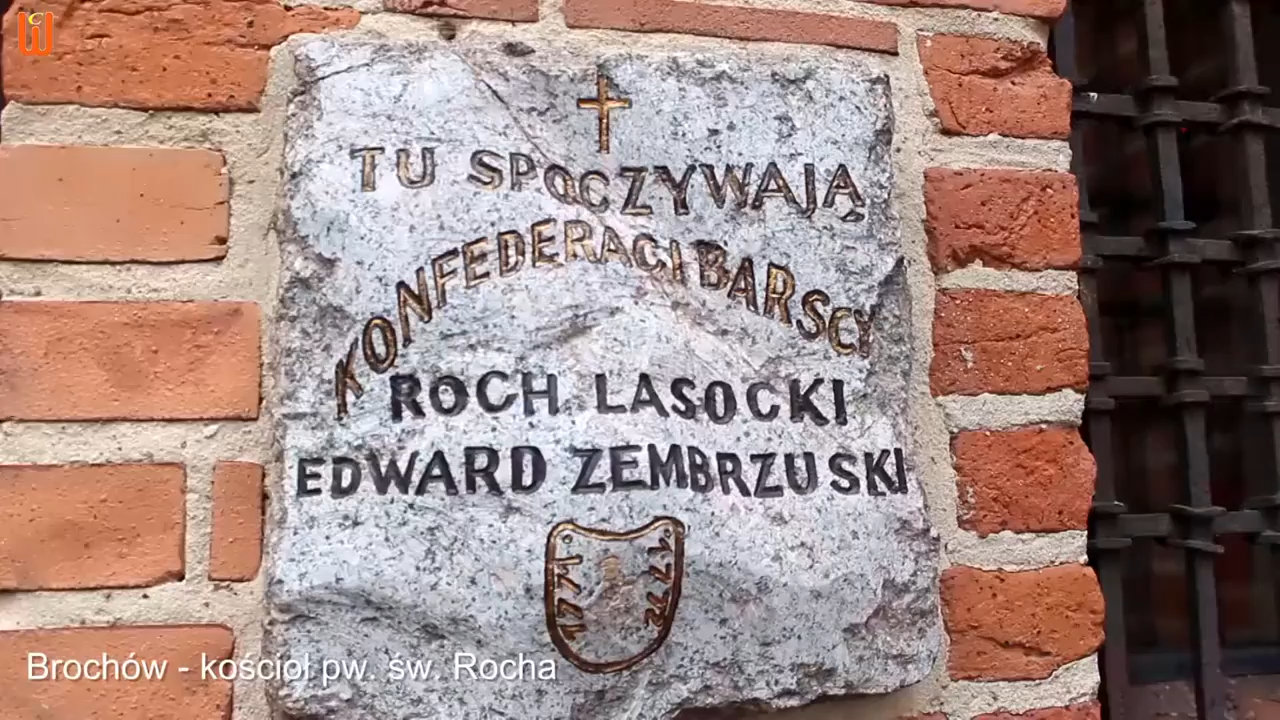 TU SPOCZYWAJĄ
KONFEDERACI BARSCY
ROCH LASOCKI
EDWARD ZEMBRZUSKI
1771 1772
Brochów - kościół pw. św. Rocha